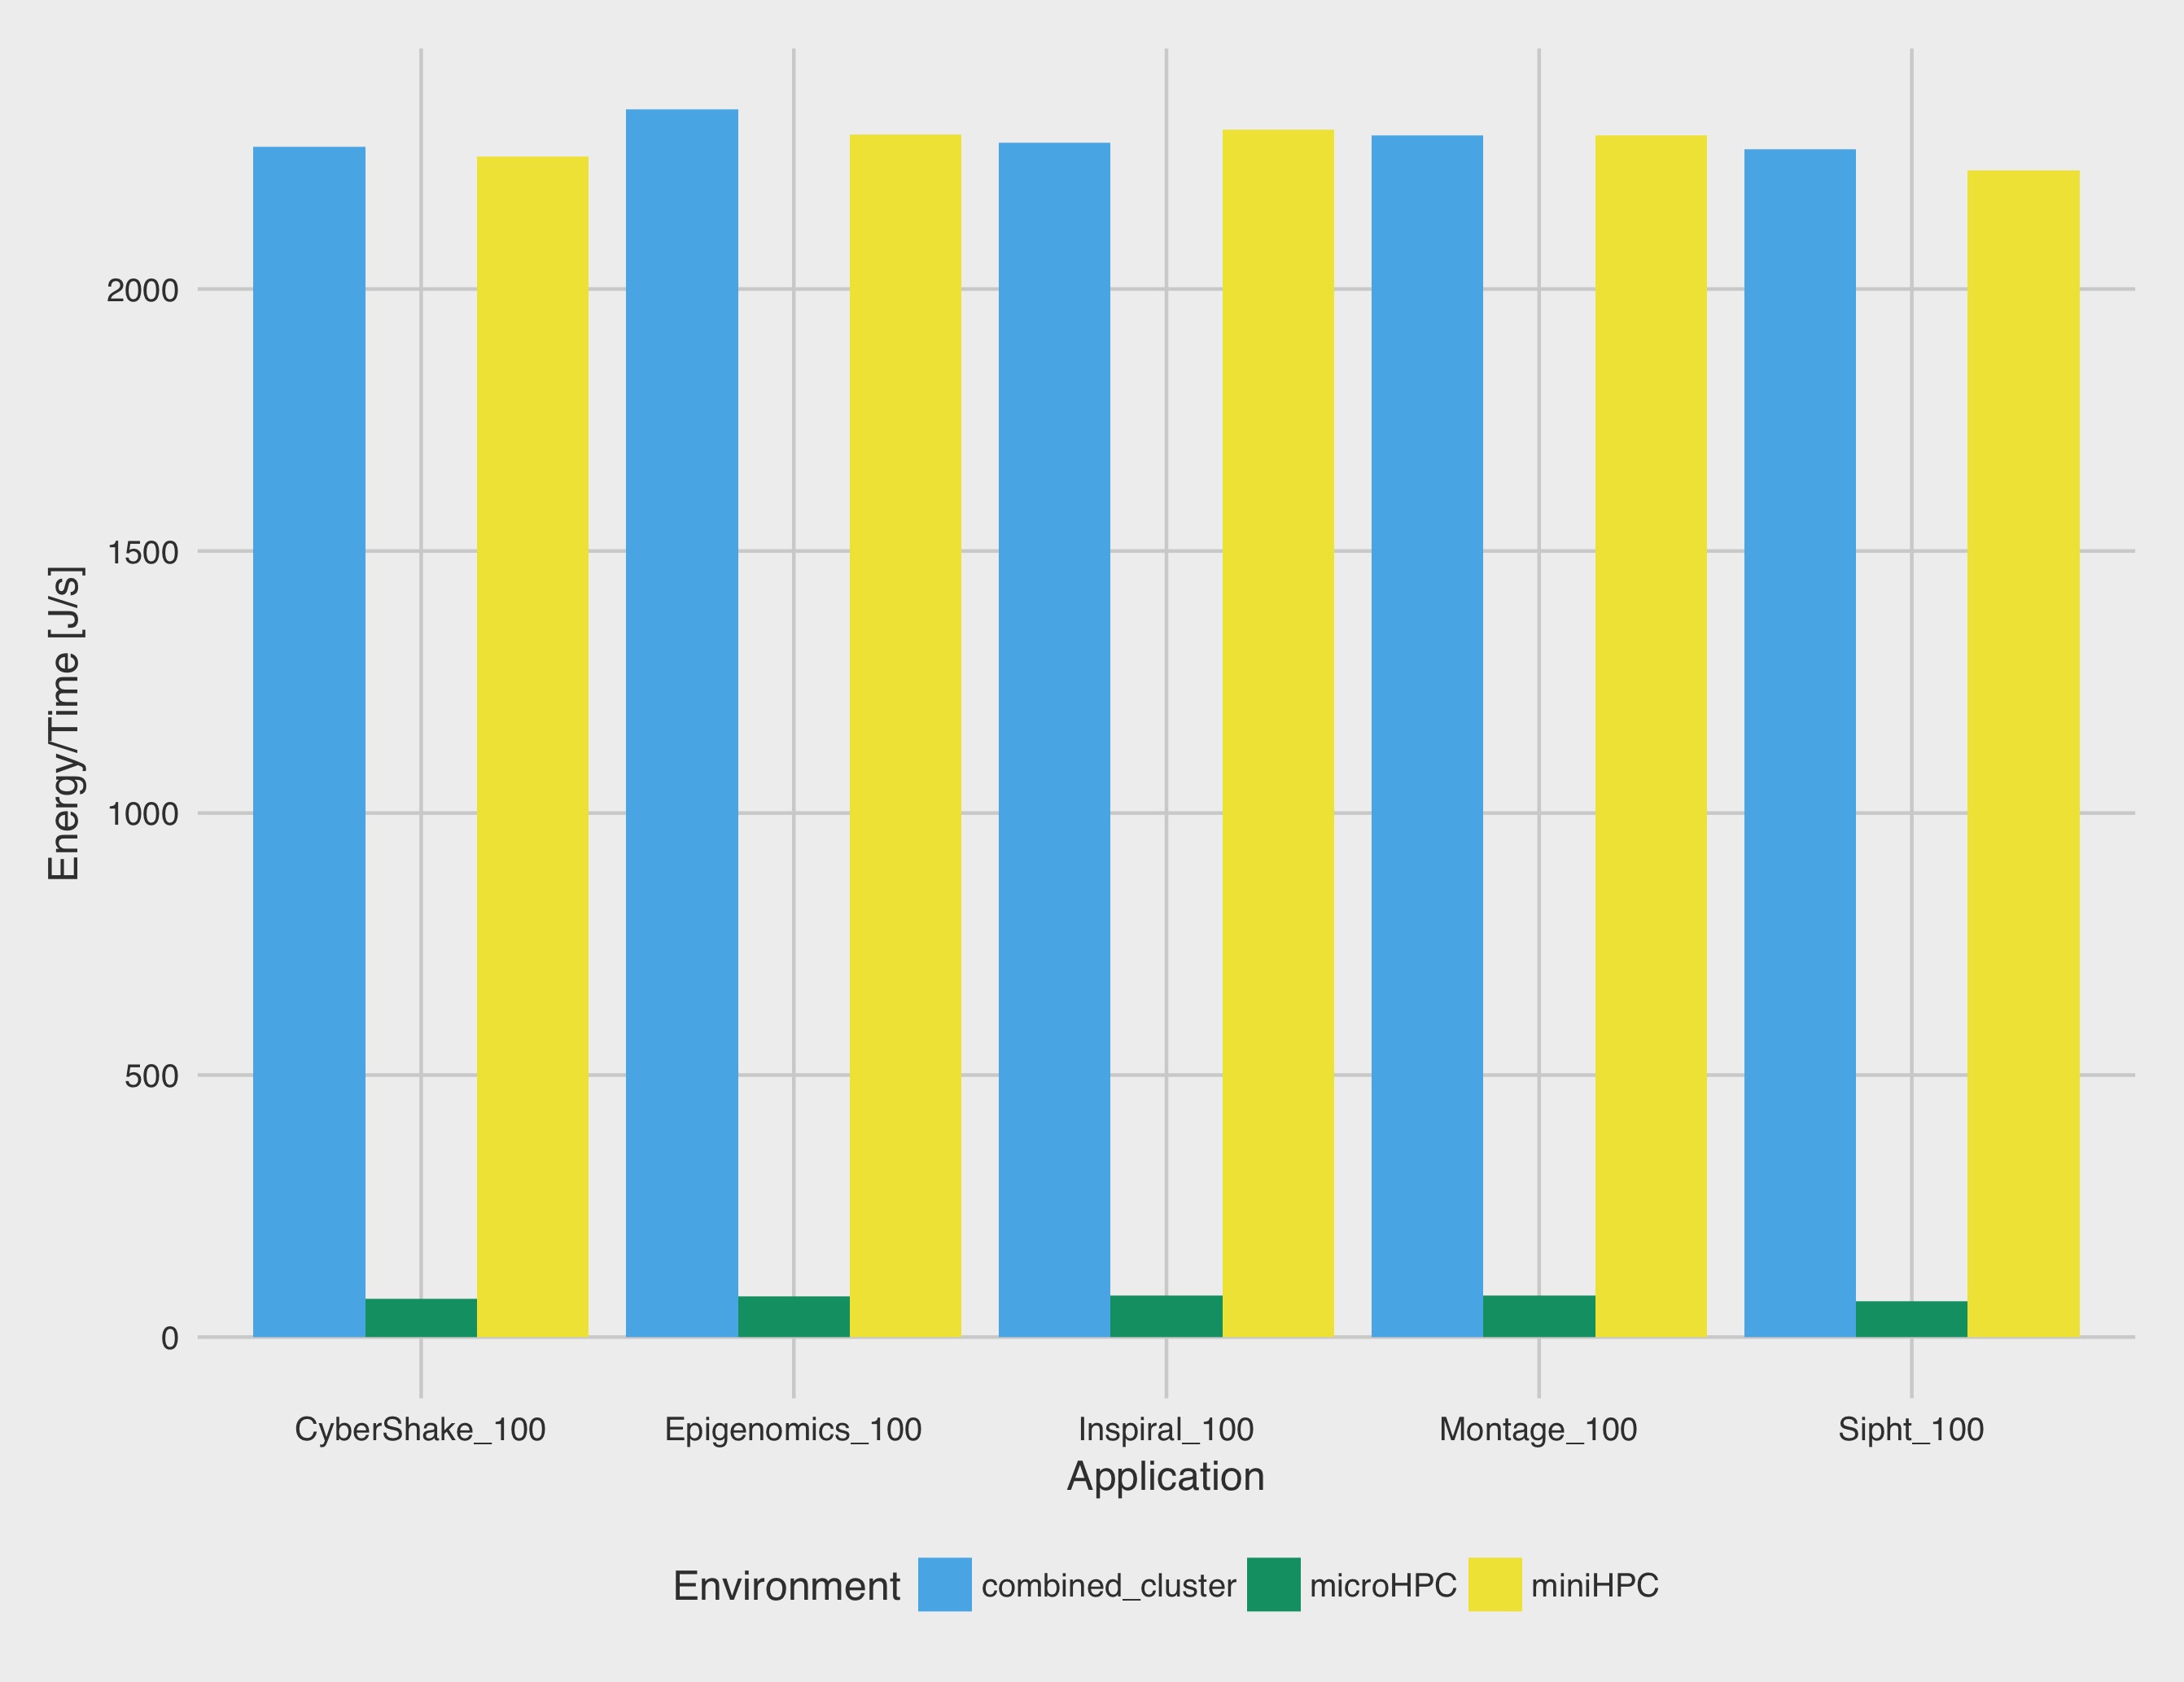 Energy/Time [J/s]
2000
1500
1000
500
0
CyberShake_100 Epigenomics_100 Inspiral_100 Montage_100 Sipht_100
Application
Environment combined_cluster microHPC miniHPC